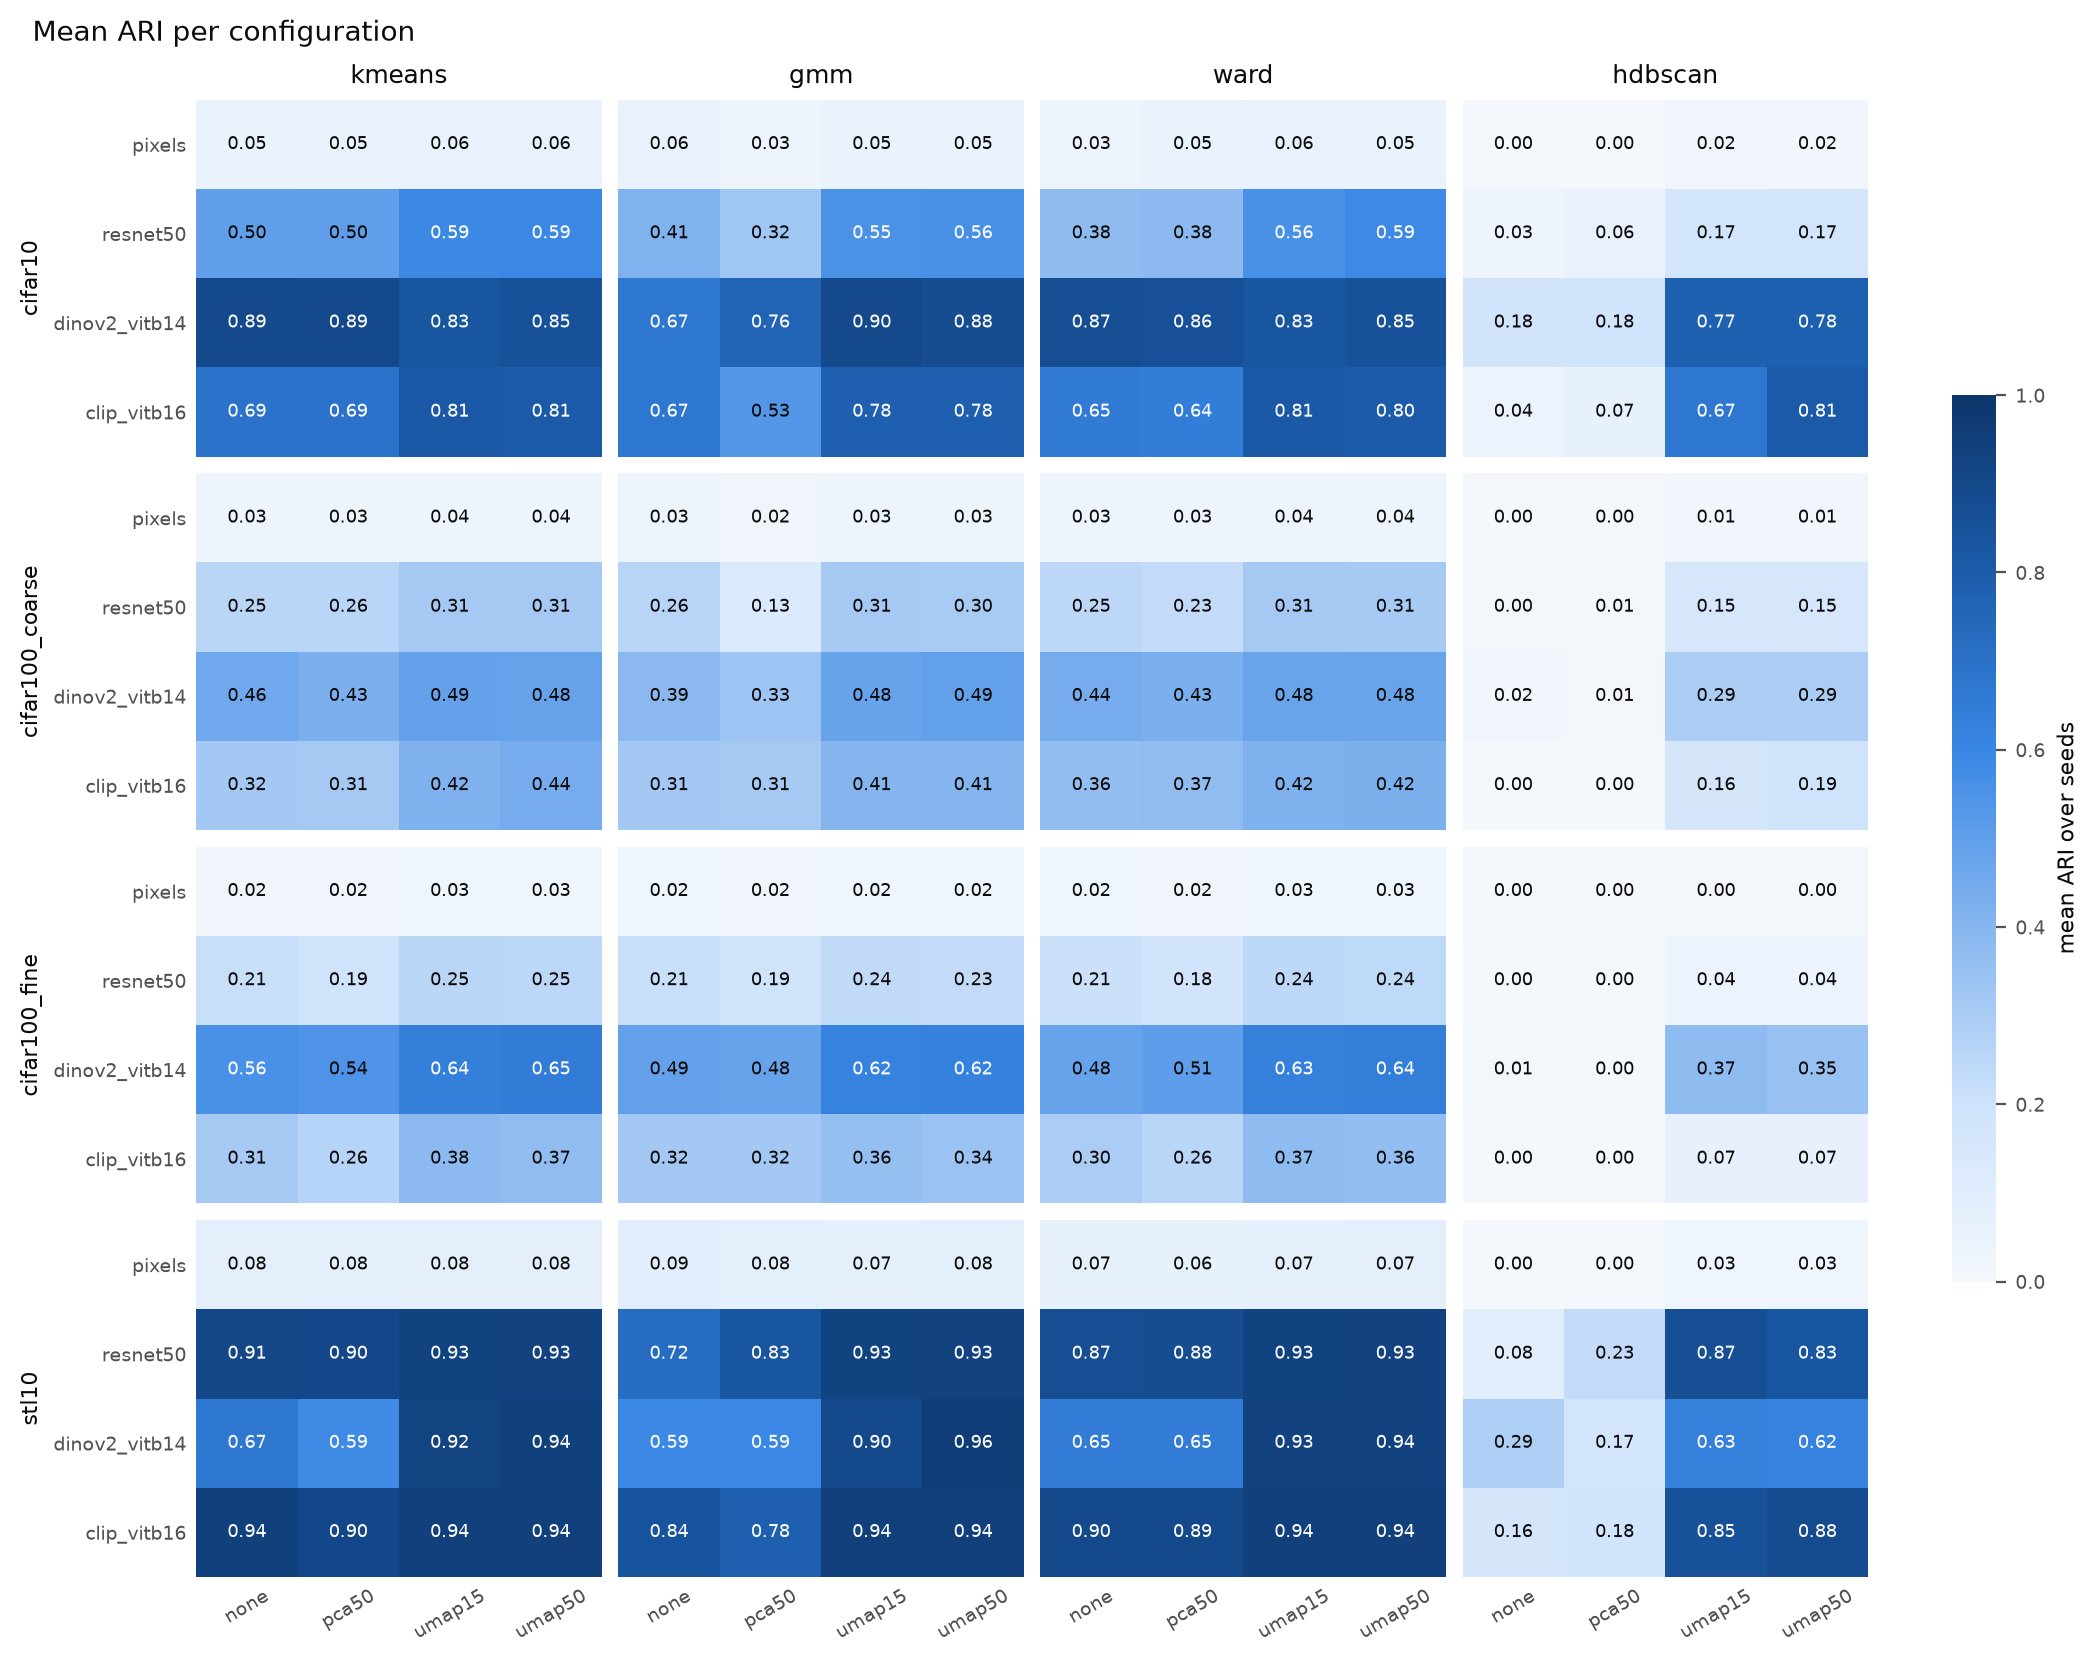 Mean ARI per configuration
kmeans gmm ward hdbscan
cifar10
pixels 0.05 0.05 0.06 0.06 0.06 0.03 0.05 0.05 0.03 0.05 0.06 0.05 0.00 0.00 0.02 0.02
resnet50 0.50 0.50 0.59 0.59 0.41 0.32 0.55 0.56 0.38 0.38 0.56 0.59 0.03 0.06 0.17 0.17
dinov2_vitb14 0.89 0.89 0.83 0.85 0.67 0.76 0.90 0.88 0.87 0.86 0.83 0.85 0.18 0.18 0.77 0.78
clip_vitb16 0.69 0.69 0.81 0.81 0.67 0.53 0.78 0.78 0.65 0.64 0.81 0.80 0.04 0.07 0.67 0.81
cifar100_coarse
pixels 0.03 0.03 0.04 0.04 0.03 0.02 0.03 0.03 0.03 0.03 0.04 0.04 0.00 0.00 0.01 0.01
resnet50 0.25 0.26 0.31 0.31 0.26 0.13 0.31 0.30 0.25 0.23 0.31 0.31 0.00 0.01 0.15 0.15
dinov2_vitb14 0.46 0.43 0.49 0.48 0.39 0.33 0.48 0.49 0.44 0.43 0.48 0.48 0.02 0.01 0.29 0.29
clip_vitb16 0.32 0.31 0.42 0.44 0.31 0.31 0.41 0.41 0.36 0.37 0.42 0.42 0.00 0.00 0.16 0.19
cifar100_fine
pixels 0.02 0.02 0.03 0.03 0.02 0.02 0.02 0.02 0.02 0.02 0.03 0.03 0.00 0.00 0.00 0.00
resnet50 0.21 0.19 0.25 0.25 0.21 0.19 0.24 0.23 0.21 0.18 0.24 0.24 0.00 0.00 0.04 0.04
dinov2_vitb14 0.56 0.54 0.64 0.65 0.49 0.48 0.62 0.62 0.48 0.51 0.63 0.64 0.01 0.00 0.37 0.35
clip_vitb16 0.31 0.26 0.38 0.37 0.32 0.32 0.36 0.34 0.30 0.26 0.37 0.36 0.00 0.00 0.07 0.07
stl10
pixels 0.08 0.08 0.08 0.08 0.09 0.08 0.07 0.08 0.07 0.06 0.07 0.07 0.00 0.00 0.03 0.03
resnet50 0.91 0.90 0.93 0.93 0.72 0.83 0.93 0.93 0.87 0.88 0.93 0.93 0.08 0.23 0.87 0.83
dinov2_vitb14 0.67 0.59 0.92 0.94 0.59 0.59 0.90 0.96 0.65 0.65 0.93 0.94 0.29 0.17 0.63 0.62
clip_vitb16 0.94 0.90 0.94 0.94 0.84 0.78 0.94 0.94 0.90 0.89 0.94 0.94 0.16 0.18 0.85 0.88
none pca50 umap15 umap50 none pca50 umap15 umap50 none pca50 umap15 umap50 none pca50 umap15 umap50
1.0
0.8
0.6
0.4
0.2
0.0
mean ARI over seeds